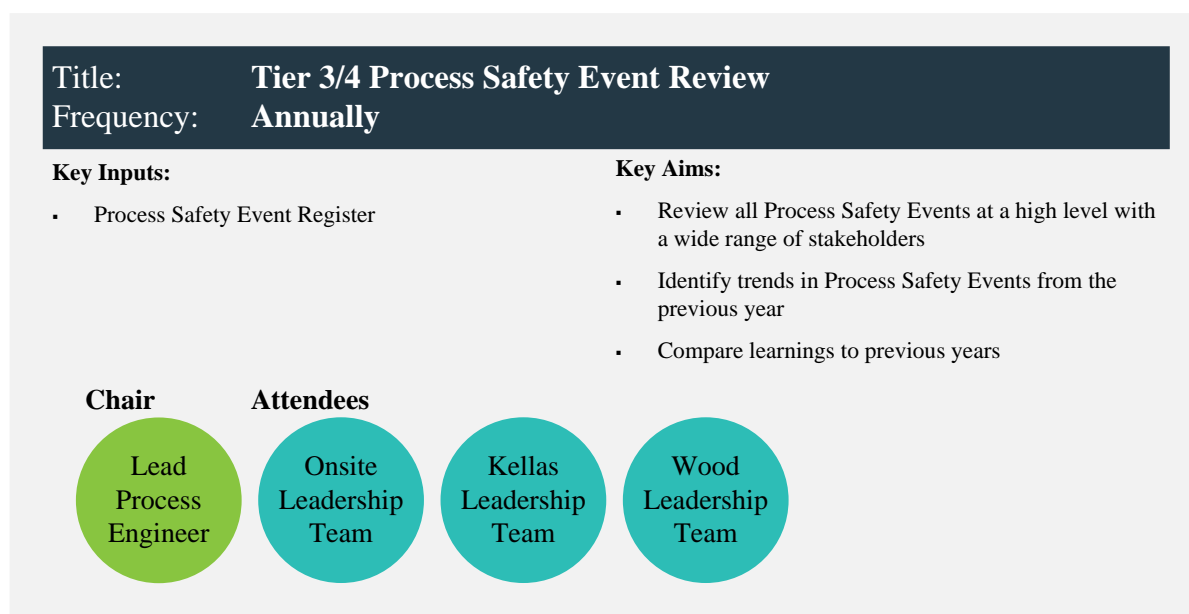 Title: Tier 3/4 Process Safety Event Review
Frequency: Annually
Key Inputs:
▪ Process Safety Event Register
Key Aims:
▪ Review all Process Safety Events at a high level with
a wide range of stakeholders
▪ Identify trends in Process Safety Events from the
previous year
▪ Compare learnings to previous years
Chair
Attendees
Lead
Process
Engineer
Onsite
Leadership
Team
Kellas
Leadership
Team
Wood
Leadership
Team